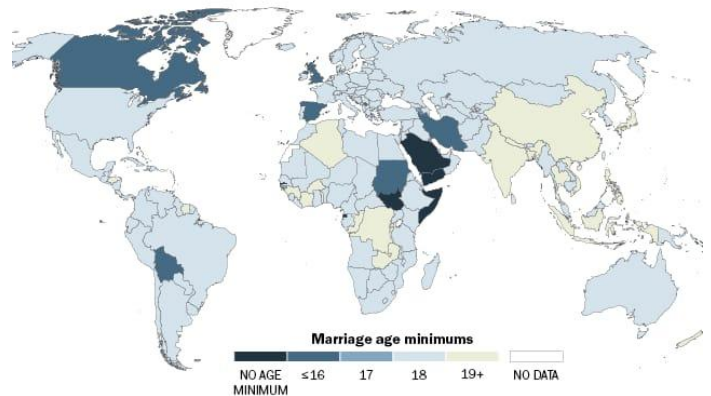 Marriage age minimums
NO AGE MINIMUM
≤16
17
18
19+
NO DATA